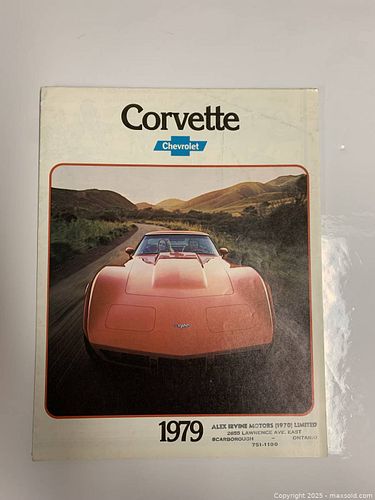 Corvette
Chevrolet
1979
ALEX IRVINE MOTORS (1970) LIMITED
2655 LAWRENCE AVE. EAST
SCARBOROUGH - ONTARIO
751-1100
Copyright 2025 - maxsold.com